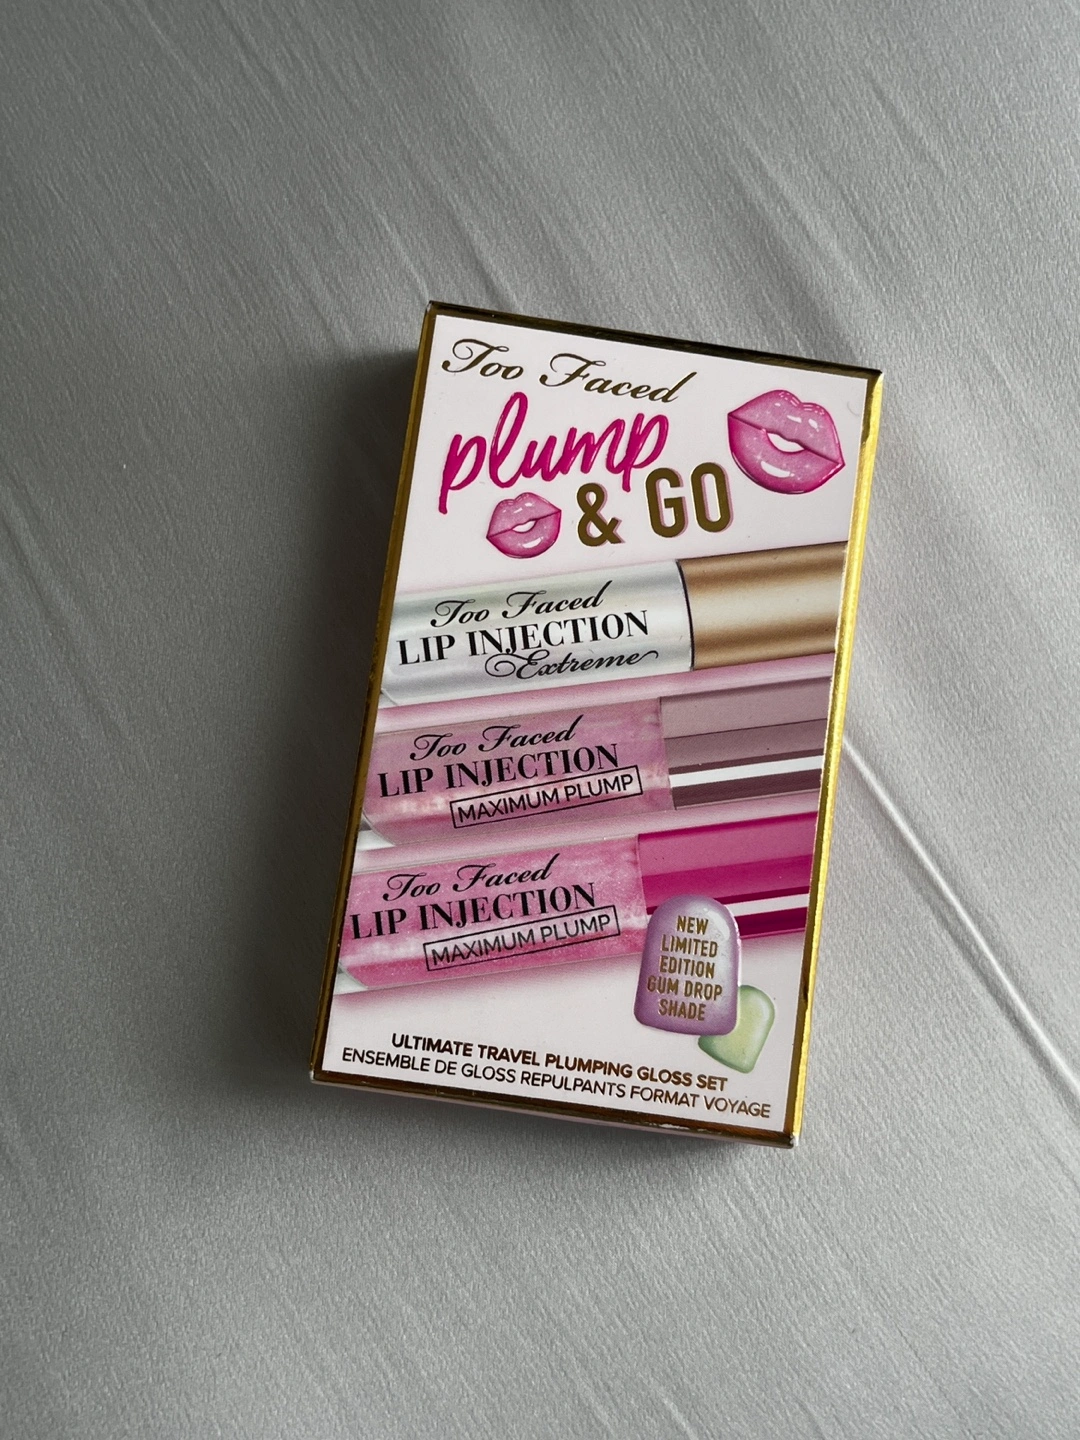 Too Faced
plump
& GO
Too Faced
LIP INJECTION
Extreme
Too Faced
LIP INJECTION
MAXIMUM PLUMP
Too Faced
LIP INJECTION
MAXIMUM PLUMP
NEW
LIMITED
EDITION
GUM DROP
SHADE
ULTIMATE TRAVEL PLUMPING GLOSS SET
ENSEMBLE DE GLOSS REPULPANTS FORMAT VOYAGE